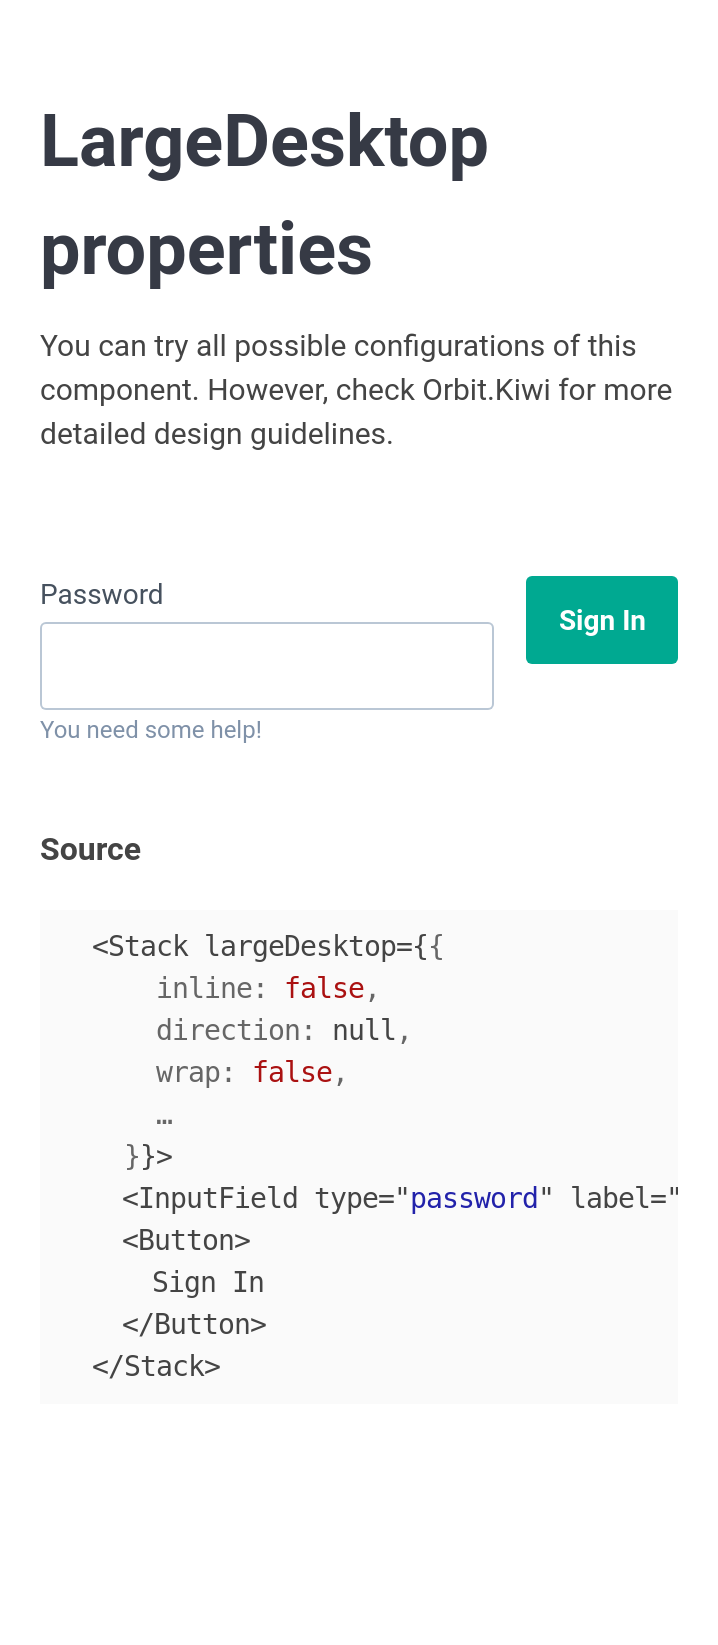 LargeDesktop
properties
You can try all possible configurations of this
component. However, check Orbit.Kiwi for more
detailed design guidelines.
Password
Sign In
You need some help!
Source
<Stack largeDesktop={{
inline: false,
direction: null,
wrap: false,
…
}}>
<InputField type="password" label="
<Button>
Sign In
</Button>
</Stack>